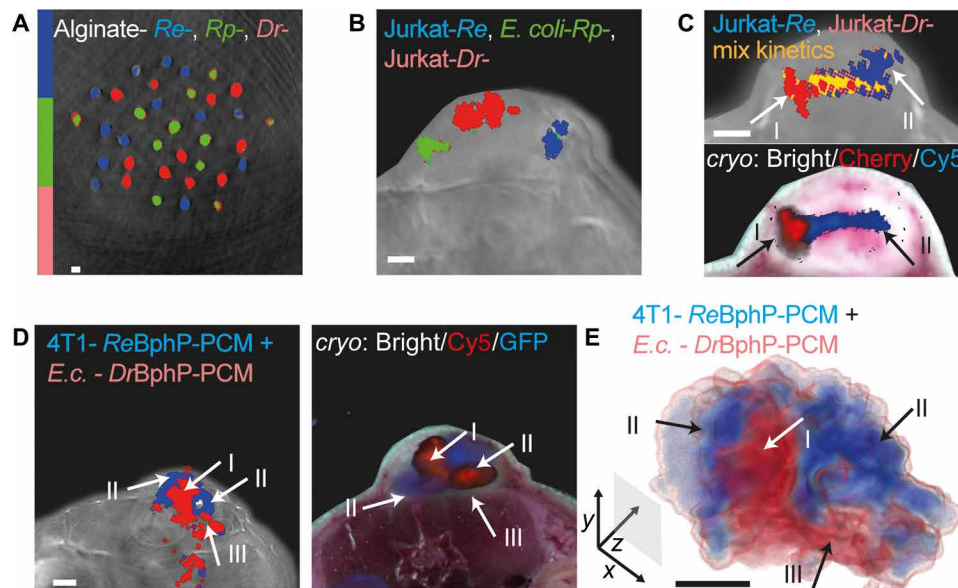 A
Alginate- Re-, Rp-, Dr-
B
Jurkat-Re, E. coli-Rp-,
Jurkat-Dr-
C
Jurkat-Re, Jurkat-Dr-
mix kinetics
I
II
cryo: Bright/Cherry/Cy5
I
II
D
4T1- ReBphP-PCM +
E.c. - DrBphP-PCM
I
II
II
III
cryo: Bright/Cy5/GFP
I
II
II
III
E
4T1- ReBphP-PCM +
E.c. - DrBphP-PCM
II
I
II
III
y
z
x